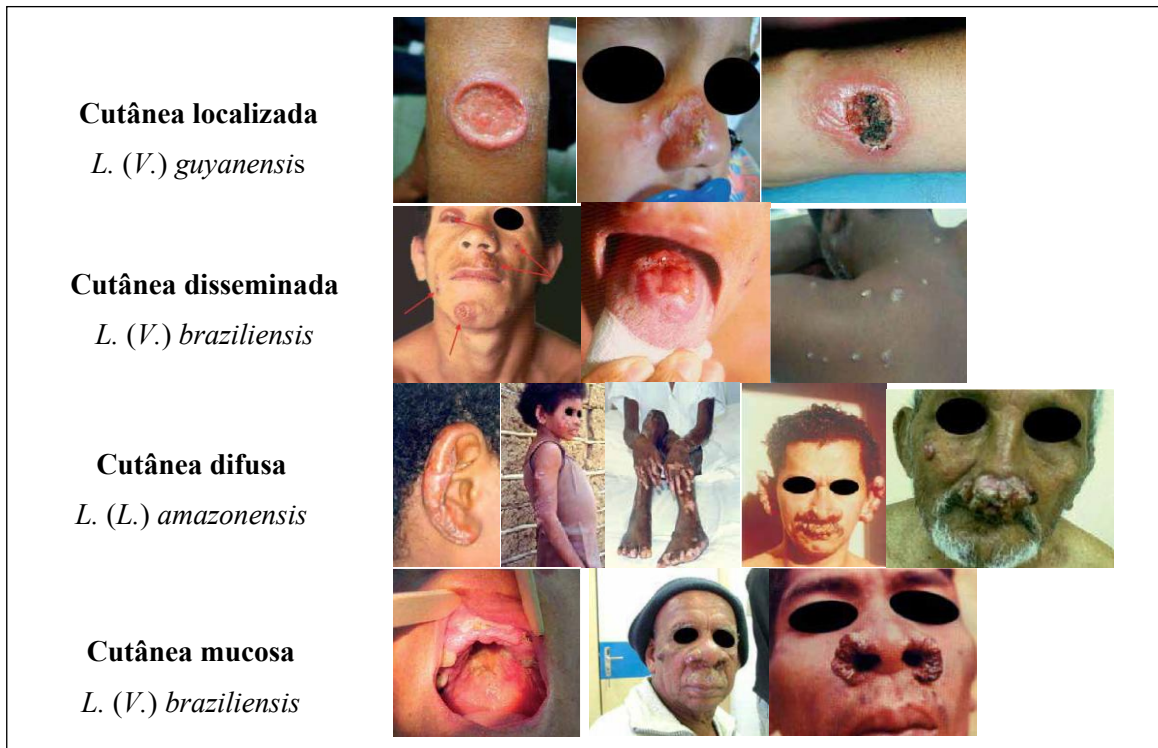 Cutânea localizada
L. (V.) guyanensis
Cutânea disseminada
L. (V.) braziliensis
Cutânea difusa
L. (L.) amazonensis
Cutânea mucosa
L. (V.) braziliensis